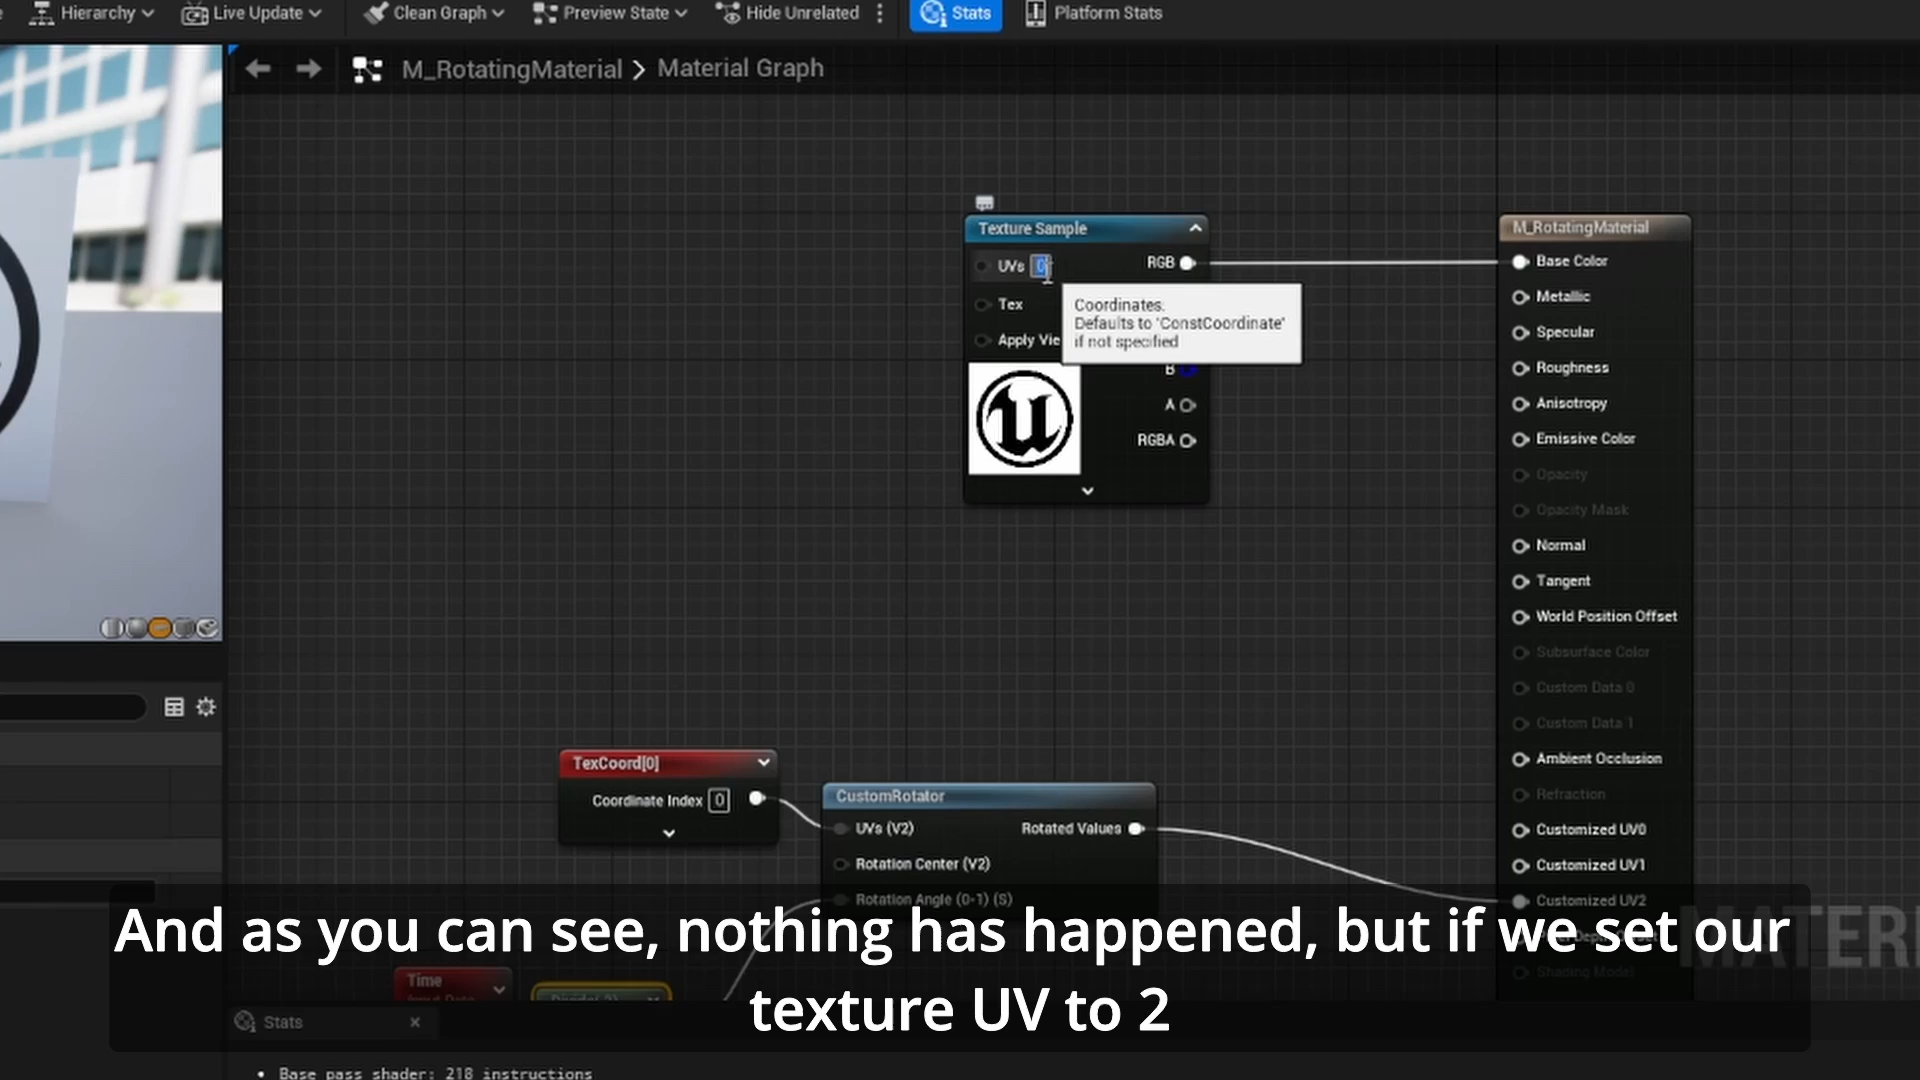 Hierarchy Live Update Clean Graph Preview State Hide Unrelated Stats Platform Stats
M_RotatingMaterial > Material Graph
Texture Sample
UVs 0 RGB
Tex
Apply Vie
Coordinates.
Defaults to 'ConstCoordinate'
if not specified
B
A
RGBA
M_RotatingMaterial
Base Color
Metallic
Specular
Roughness
Anisotropy
Emissive Color
Opacity
Opacity Mask
Normal
Tangent
World Position Offset
Subsurface Color
Custom Data 0
Custom Data 1
Ambient Occlusion
Refraction
Customized UV0
Customized UV1
Customized UV2
Shading Model
TexCoord[0]
Coordinate Index 0
CustomRotator
UVs (V2) Rotated Values
Rotation Center (V2)
Rotation Angle (0-1) (S)
Time
MATERI
And as you can see, nothing has happened, but if we set our
texture UV to 2
Stats
Base pass shader: 218 instructions